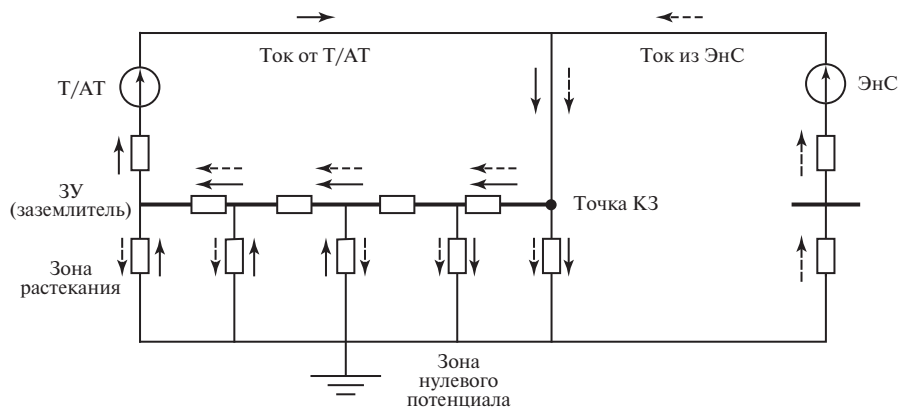 Ток от Т/АТ
Ток из ЭнС
Т/АТ
ЭнС
ЗУ
(заземлитель)
Точка КЗ
Зона
растекания
Зона
нулевого
потенциала